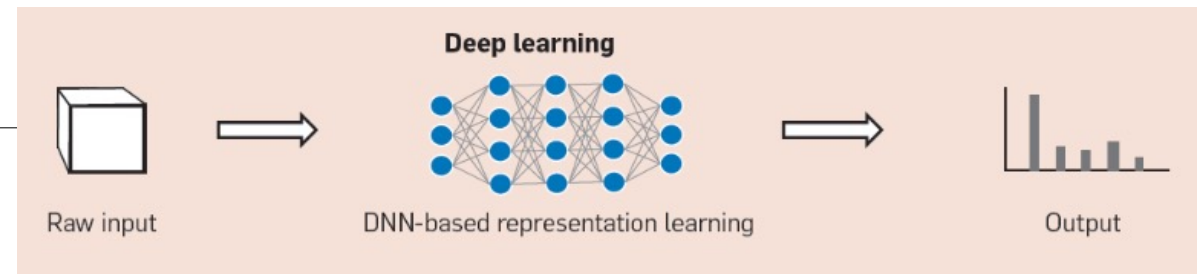 Deep learning
Raw input
DNN-based representation learning
Output